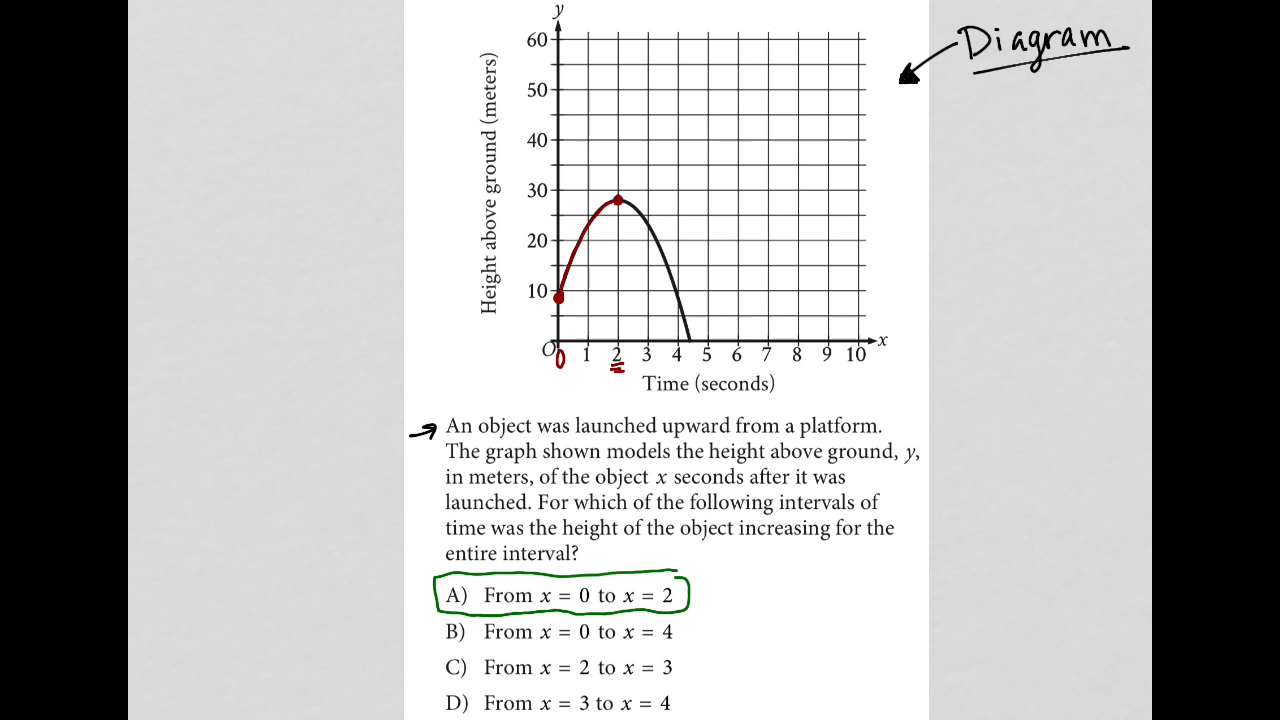 y
Diagram
60
50
40
30
20
10
Height above ground (meters)
O 1 2 3 4 5 6 7 8 9 10 x
0
Time (seconds)
An object was launched upward from a platform.
The graph shown models the height above ground, y,
in meters, of the object x seconds after it was
launched. For which of the following intervals of
time was the height of the object increasing for the
entire interval?
A) From x = 0 to x = 2
B) From x = 0 to x = 4
C) From x = 2 to x = 3
D) From x = 3 to x = 4